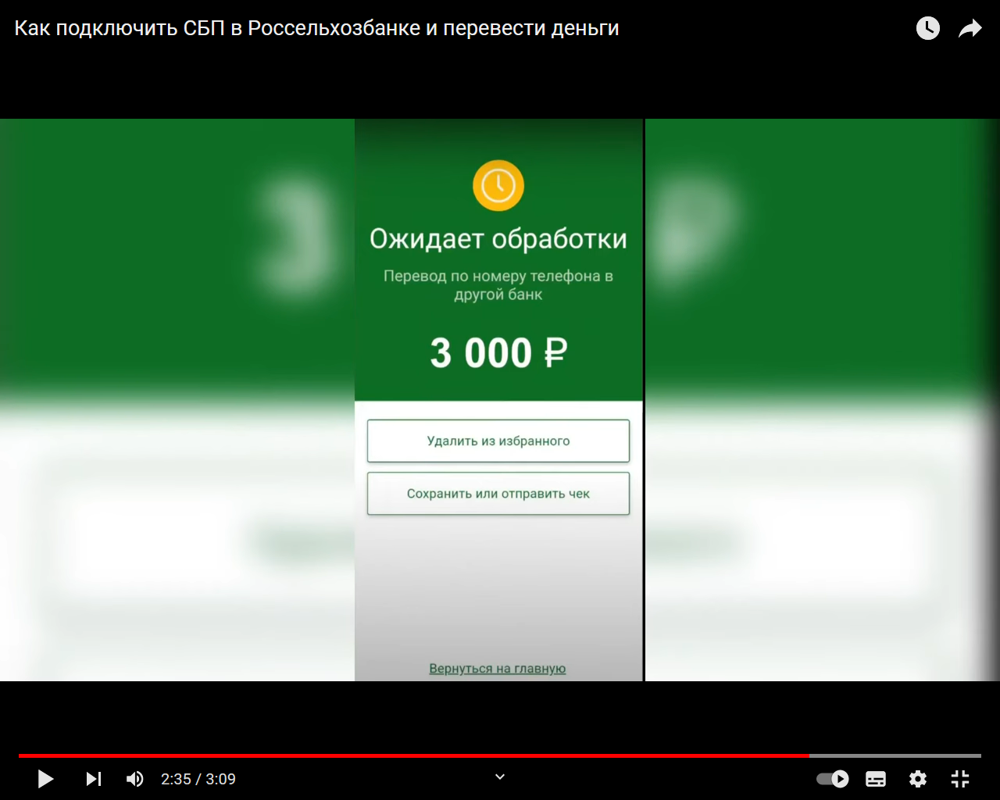 Как подключить СБП в Россельхозбанке и перевести деньги
Ожидает обработки
Перевод по номеру телефона в
другой банк
3 000 ₽
Удалить из избранного
Сохранить или отправить чек
Вернуться на главную
2:35 / 3:09